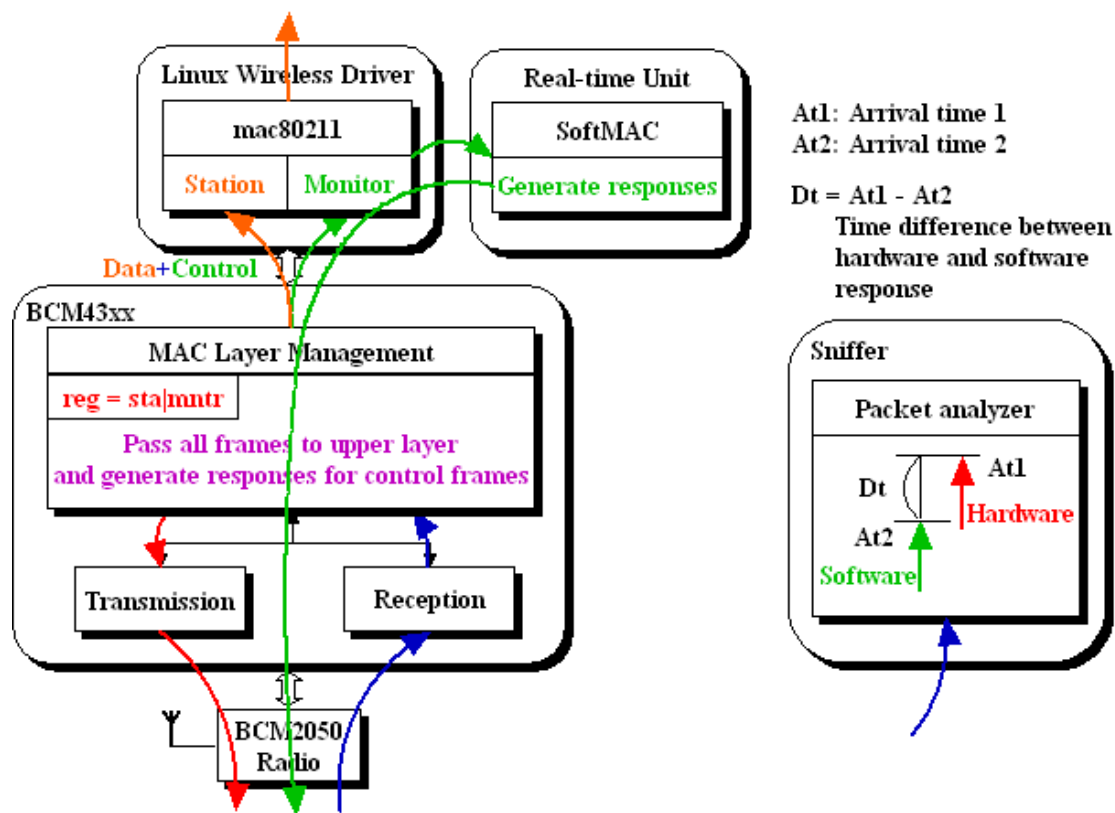 Linux Wireless Driver
mac80211
Station
Monitor
Real-time Unit
SoftMAC
Generate responses
At1: Arrival time 1
At2: Arrival time 2
Dt = At1 - At2
Time difference between
hardware and software
response
Data+Control
BCM43xx
MAC Layer Management
reg = sta|mntr
Pass all frames to upper layer
and generate responses for control frames
Transmission
Reception
BCM2050
Radio
Sniffer
Packet analyzer
At1
Dt
Hardware
At2
Software